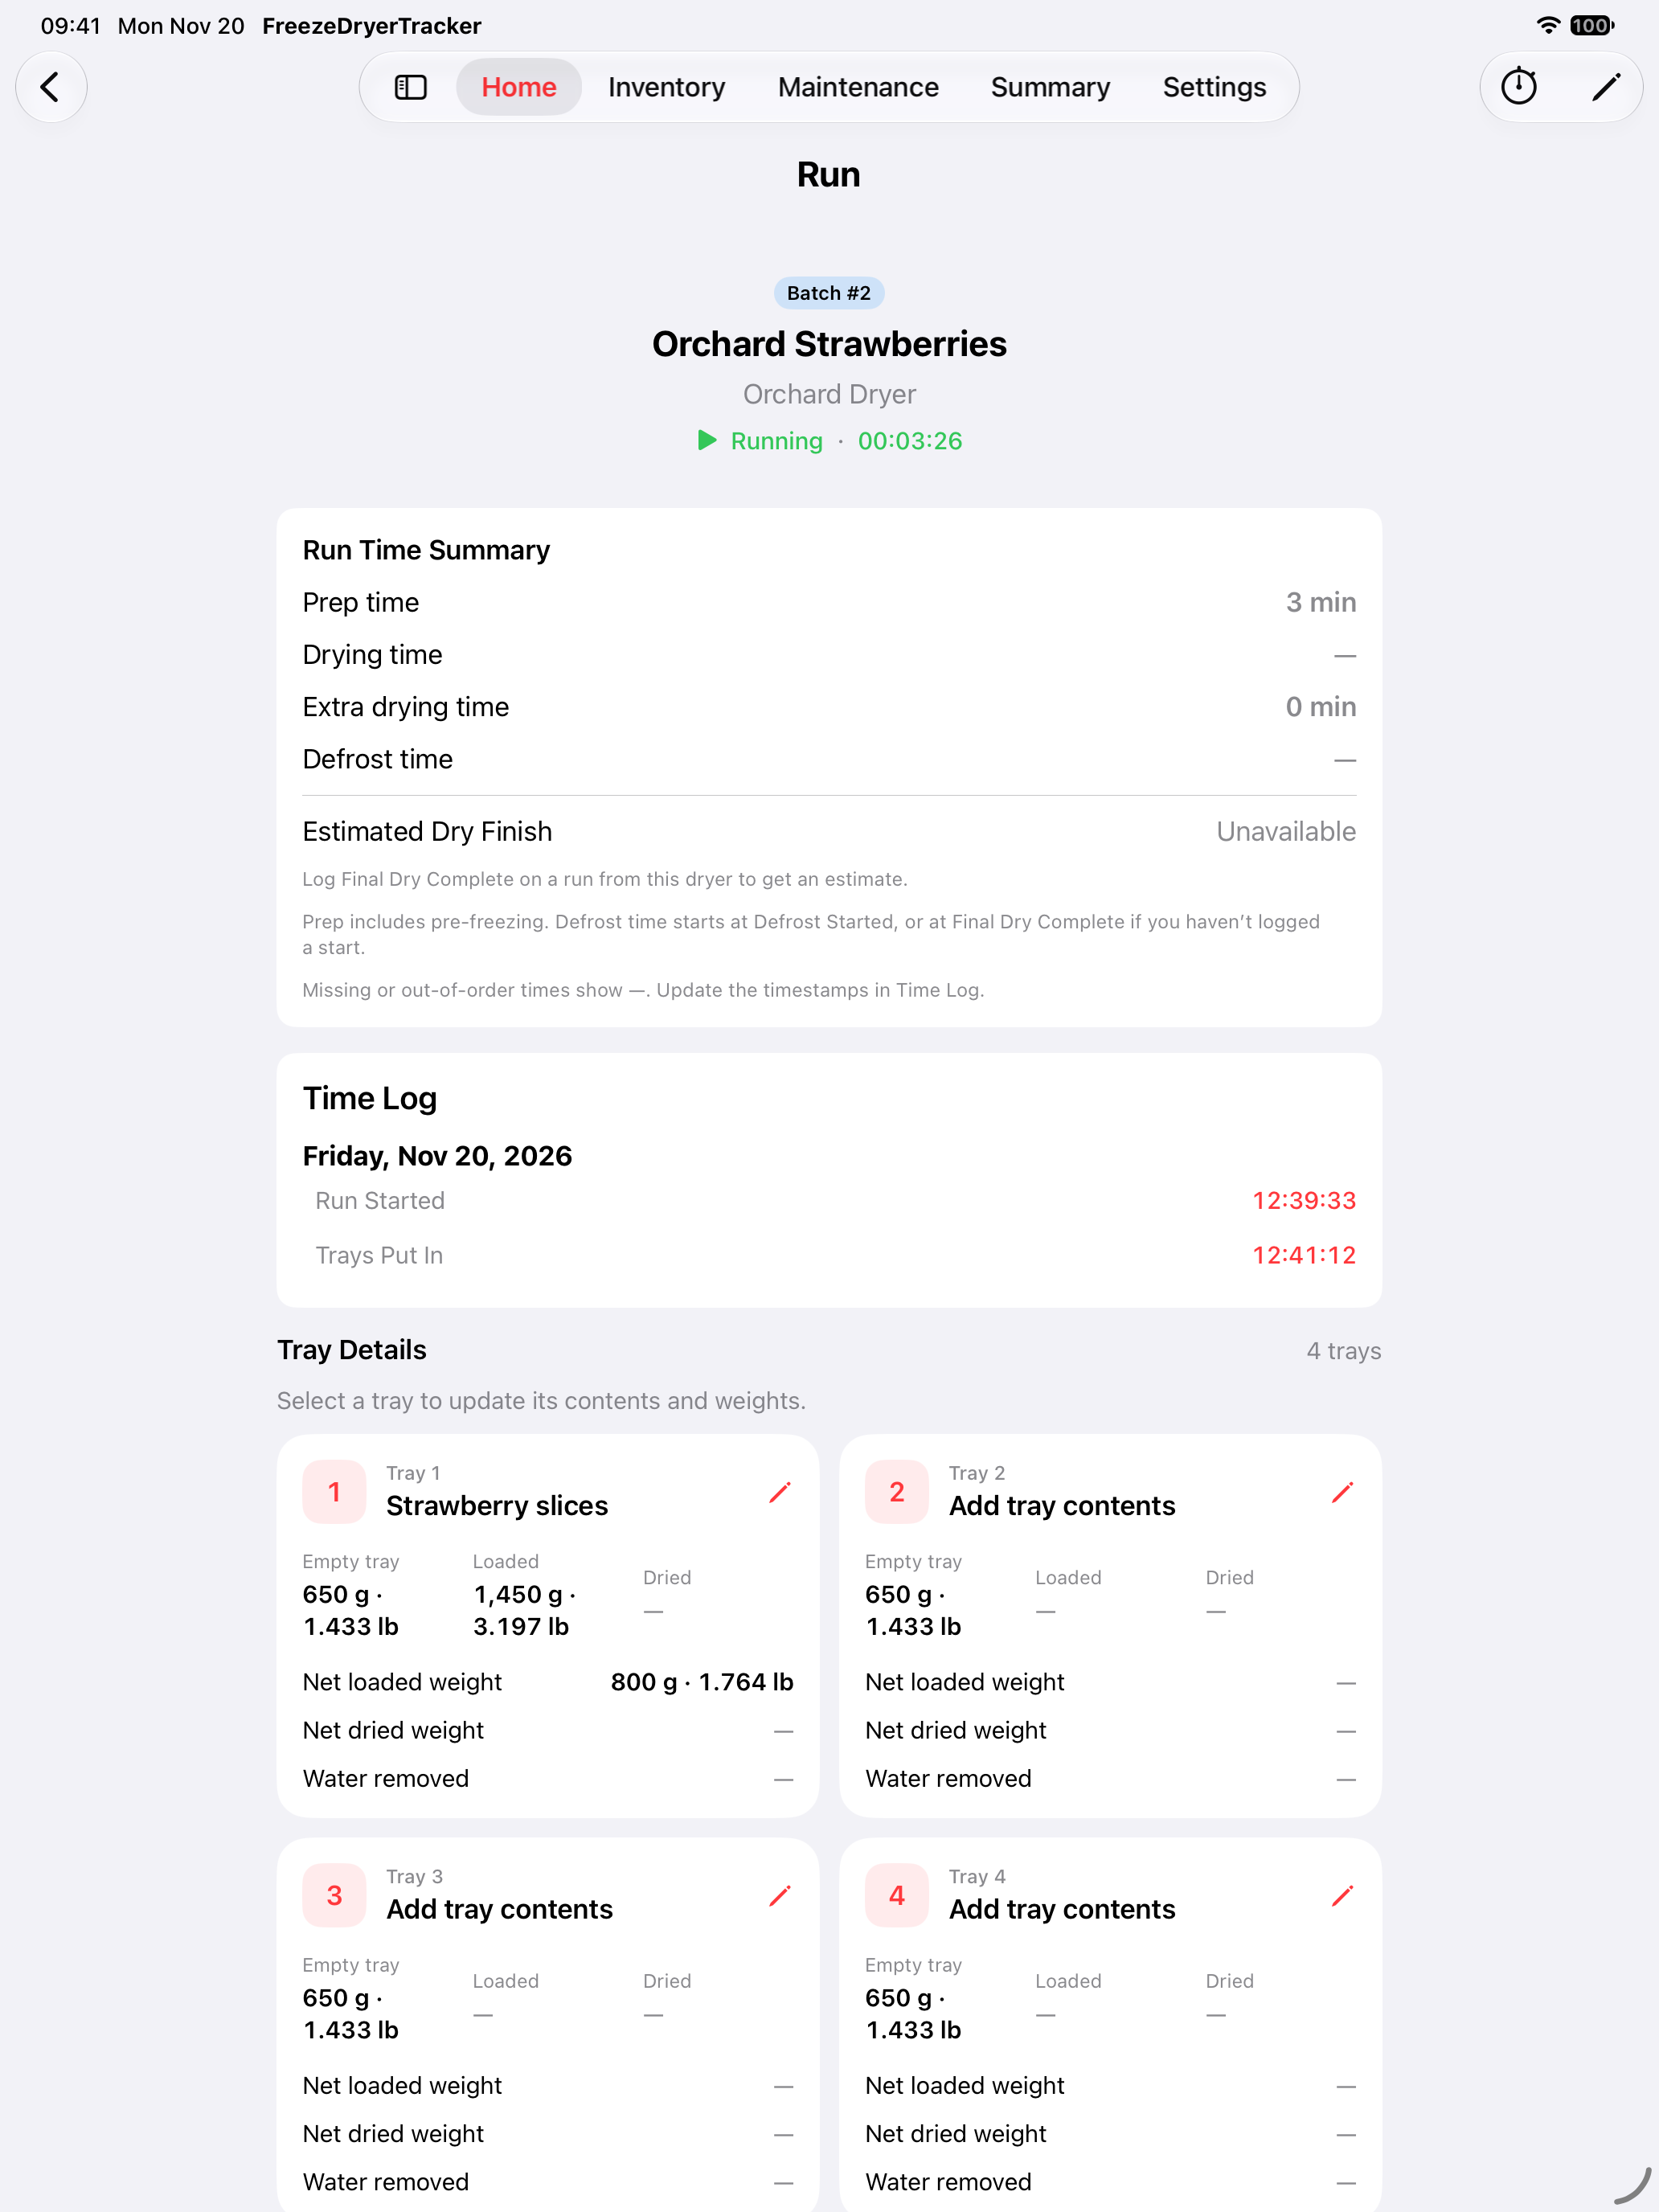 09:41 Mon Nov 20 FreezeDryerTracker
100
Home Inventory Maintenance Summary Settings
Run
Batch #2
Orchard Strawberries
Orchard Dryer
Running · 00:03:26
Run Time Summary
Prep time 3 min
Drying time —
Extra drying time 0 min
Defrost time —
Estimated Dry Finish Unavailable
Log Final Dry Complete on a run from this dryer to get an estimate.
Prep includes pre-freezing. Defrost time starts at Defrost Started, or at Final Dry Complete if you haven’t logged
a start.
Missing or out-of-order times show —. Update the timestamps in Time Log.
Time Log
Friday, Nov 20, 2026
Run Started 12:39:33
Trays Put In 12:41:12
Tray Details 4 trays
Select a tray to update its contents and weights.
1
Tray 1
Strawberry slices
Empty tray
650 g ·
1.433 lb
Loaded
1,450 g ·
3.197 lb
Dried
—
Net loaded weight 800 g · 1.764 lb
Net dried weight —
Water removed —
2
Tray 2
Add tray contents
Empty tray
650 g ·
1.433 lb
Loaded
—
Dried
—
Net loaded weight —
Net dried weight —
Water removed —
3
Tray 3
Add tray contents
Empty tray
650 g ·
1.433 lb
Loaded
—
Dried
—
Net loaded weight —
Net dried weight —
Water removed —
4
Tray 4
Add tray contents
Empty tray
650 g ·
1.433 lb
Loaded
—
Dried
—
Net loaded weight —
Net dried weight —
Water removed —